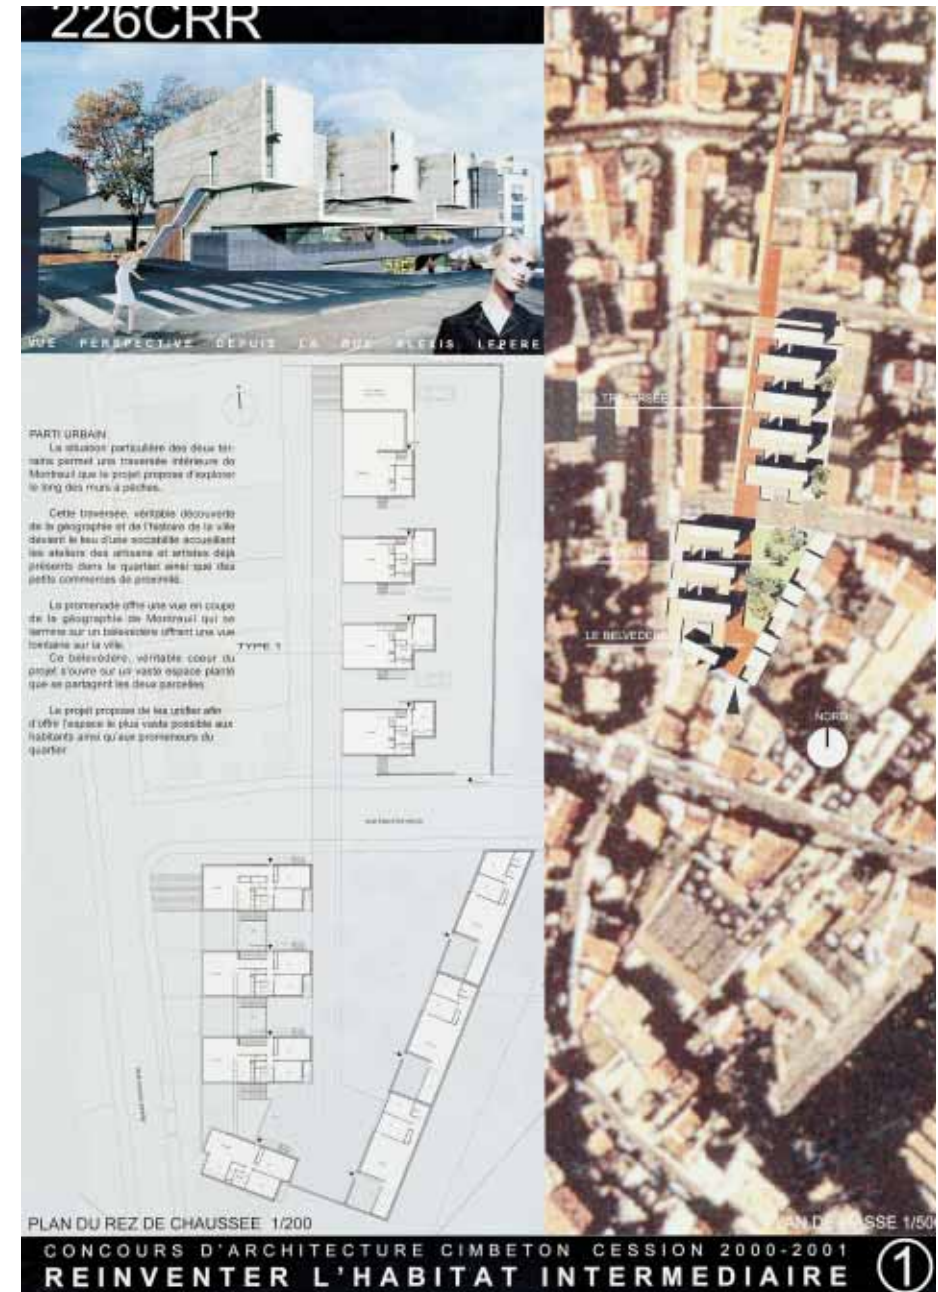 226CRR
VUE PERSPECTIVE DEPUIS LA RUE ALEXIS LEPERE
PARTI URBAIN
La situation particulière des deux ter-
rains permet une traversée intérieure de
Montreuil que le projet propose d'explorer
le long des murs à pêches.
Cette traversée, véritable découverte
de la géographie et de l'histoire de la ville
devient le lieu d'une sociabilité accueillant
les ateliers des artisans et artistes déjà
présents dans le quartier ainsi que des
petits commerces de proximité.
La promenade offre une vue en coupe
de la géographie de Montreuil qui se
termine sur un belvédère offrant une vue
lointaine sur la ville.
Ce belvédère, véritable coeur du
projet s'ouvre sur un vaste espace planté
que se partagent les deux parcelles.
Le projet propose de les unifier afin
d'offrir l'espace le plus vaste possible aux
habitants ainsi qu'aux promeneurs du
quartier
TYPE 1
LA TRAVERSEE
LE BELVEDERE
NORD
PLAN DU REZ DE CHAUSSEE 1/200
PLAN DE MASSE 1/500
CONCOURS D'ARCHITECTURE CIMBETON CESSION 2000-2001
REINVENTER L'HABITAT INTERMEDIAIRE
1